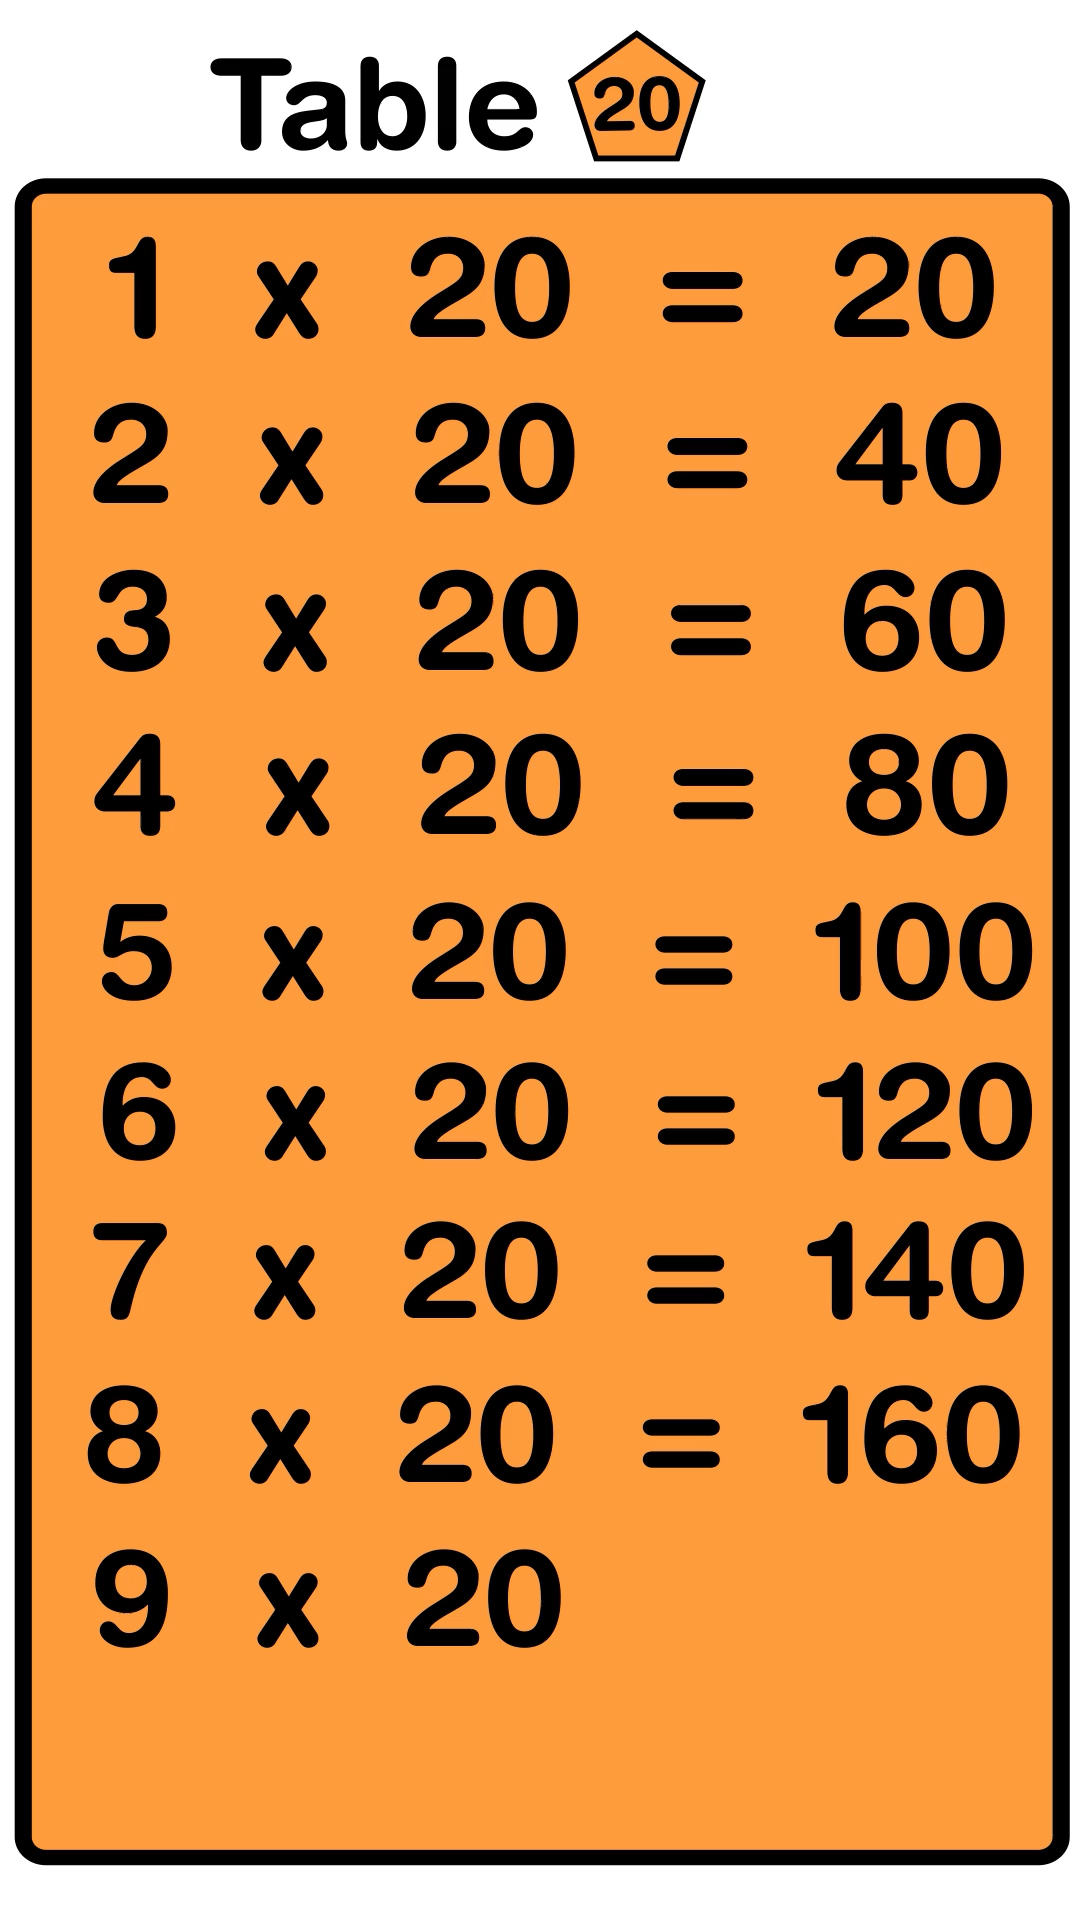 Table 20
1 x 20 = 20
2 x 20 = 40
3 x 20 = 60
4 x 20 = 80
5 x 20 = 100
6 x 20 = 120
7 x 20 = 140
8 x 20 = 160
9 x 20